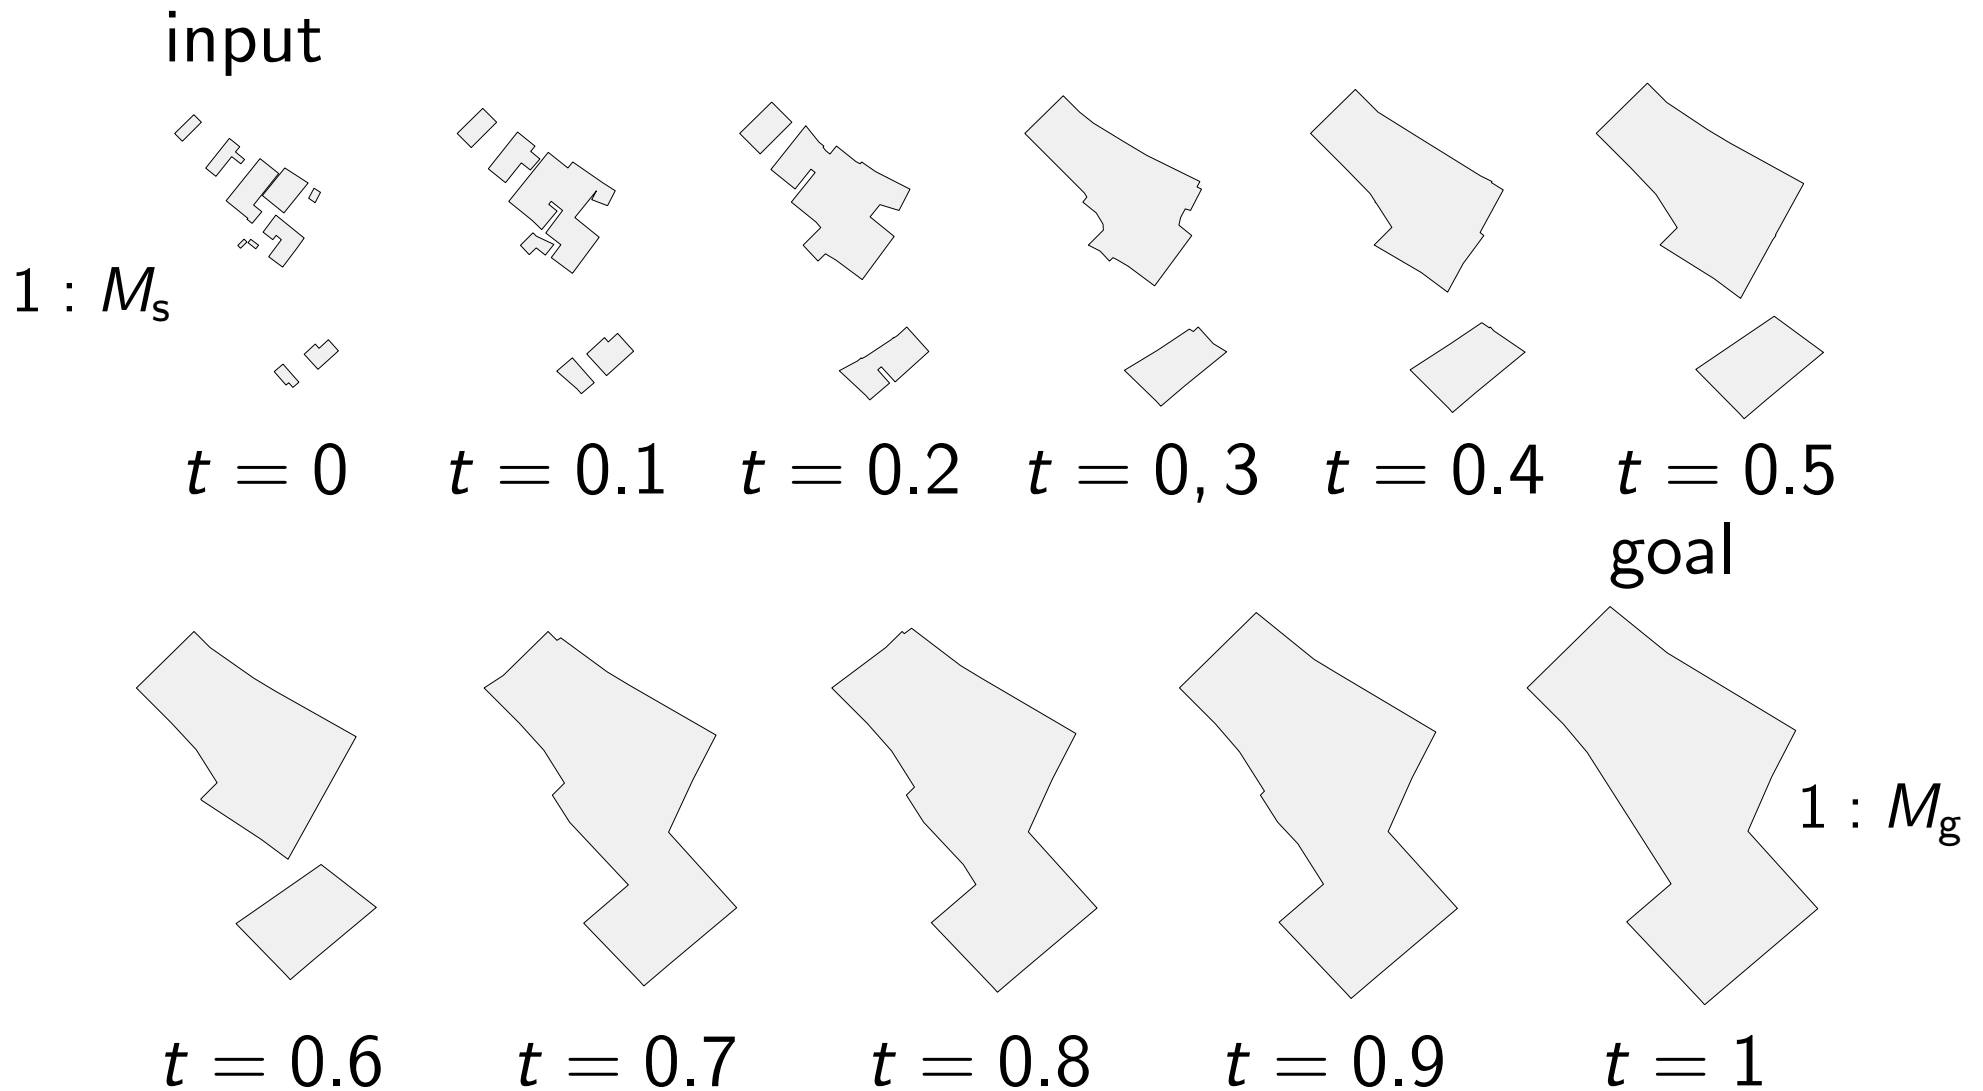 input
1 : Mₛ
t = 0 t = 0.1 t = 0.2 t = 0,3 t = 0.4 t = 0.5
goal
1 : M_g
t = 0.6 t = 0.7 t = 0.8 t = 0.9 t = 1